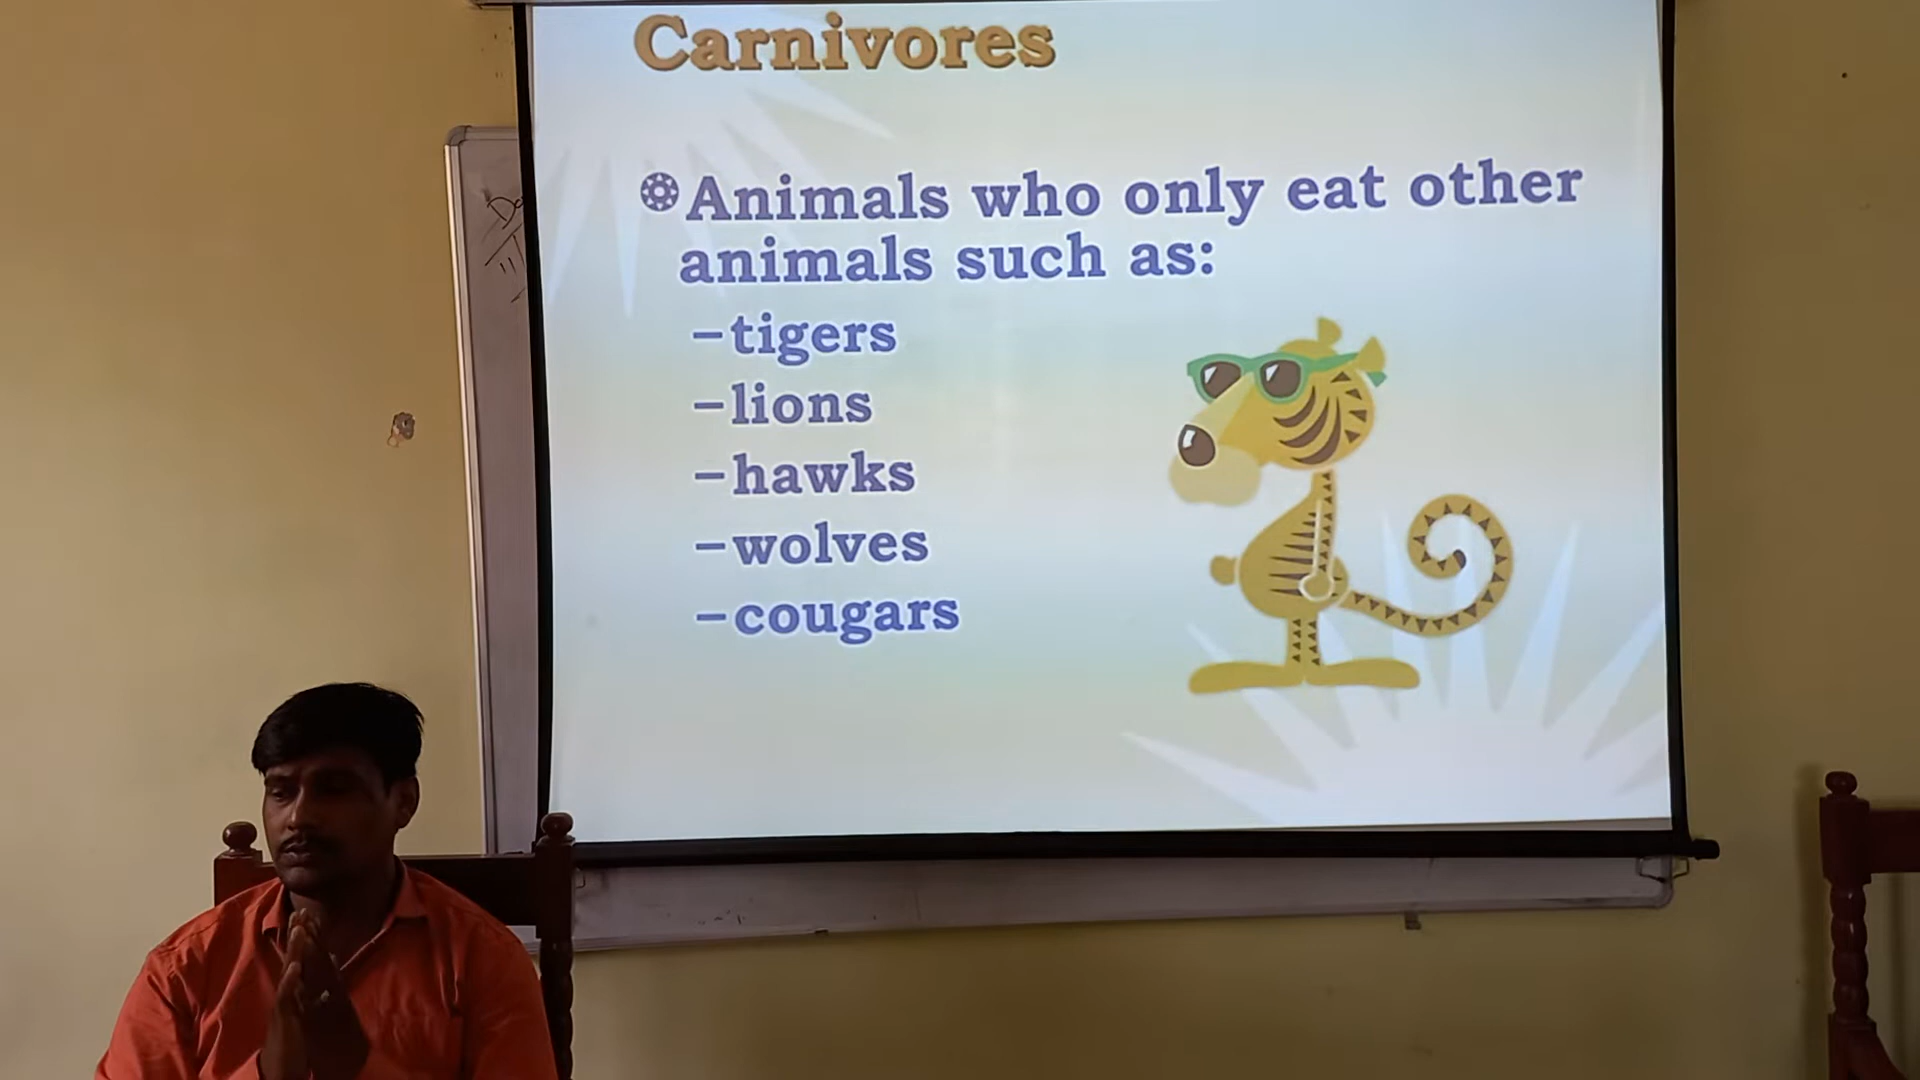 Carnivores
Animals who only eat other
animals such as:
–tigers
–lions
–hawks
–wolves
–cougars